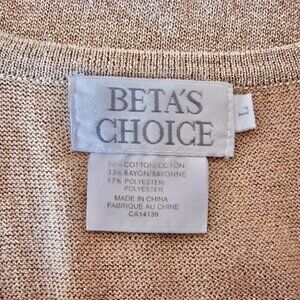 BETA'S
CHOICE
L
50% COTTON, COTON
33% RAYON/RAYONNE
17% POLYESTER/
POLYESTER
MADE IN CHINA
FABRIQUE AU CHINE
CA14139